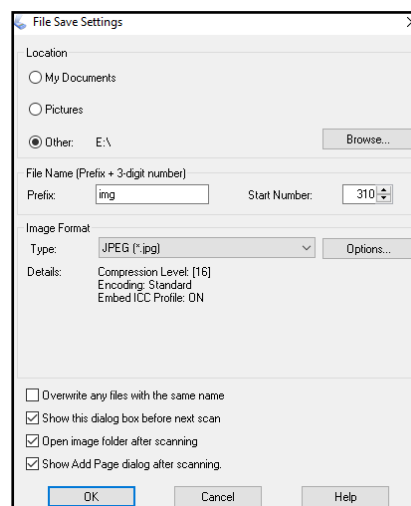 File Save Settings
Location
My Documents
Pictures
Other: E:\ Browse...
File Name (Prefix + 3-digit number)
Prefix: img Start Number: 310
Image Format
Type: JPEG (*.jpg) Options...
Details: Compression Level: [16]
Encoding: Standard
Embed ICC Profile: ON
Overwrite any files with the same name
Show this dialog box before next scan
Open image folder after scanning
Show Add Page dialog after scanning.
OK Cancel Help